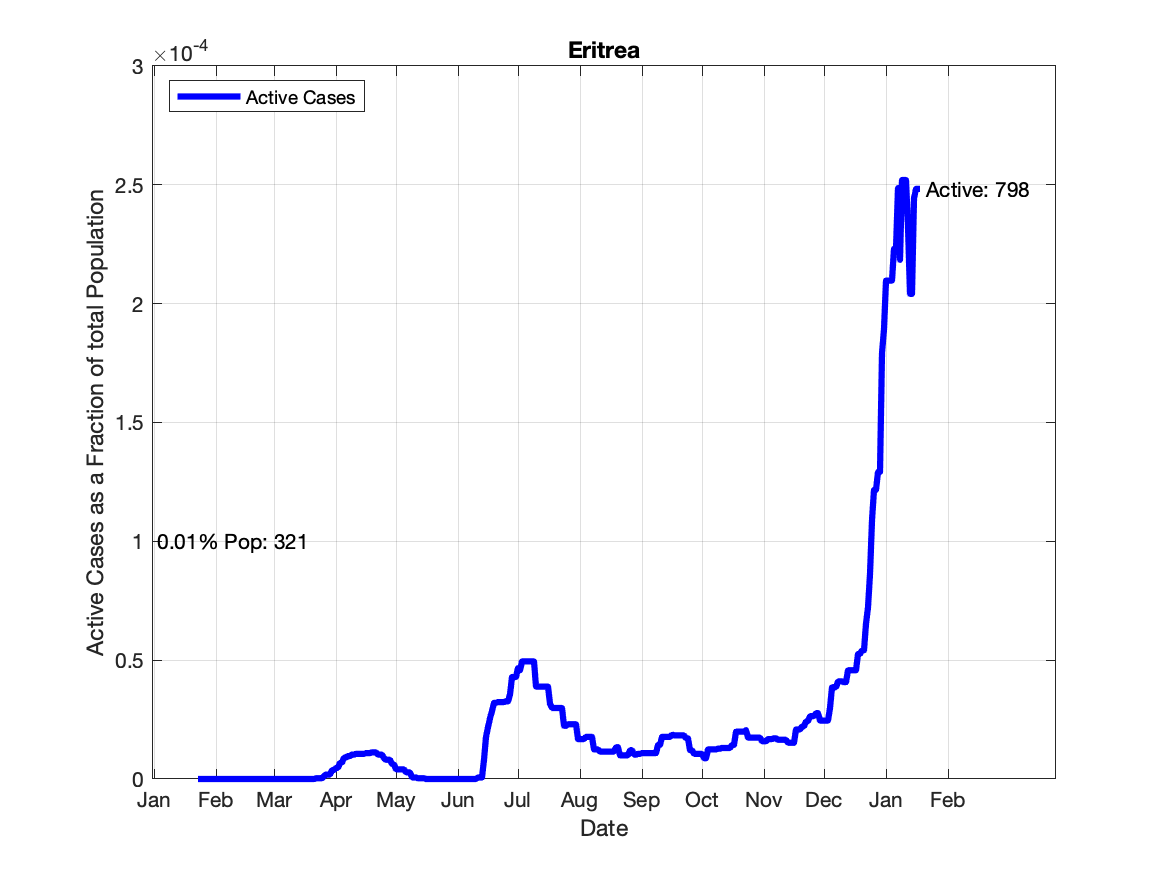 Eritrea
×10-4
Active Cases
3
2.5
2
1.5
1
0.5
0
Active Cases as a Fraction of total Population
Active: 798
0.01% Pop: 321
Jan Feb Mar Apr May Jun Jul Aug Sep Oct Nov Dec Jan Feb
Date